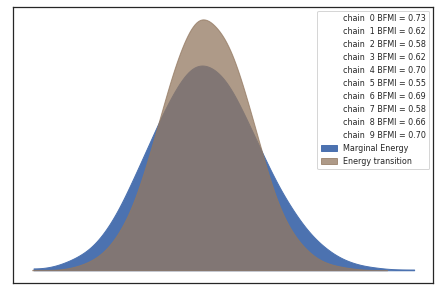 chain  0 BFMI = 0.73
chain  1 BFMI = 0.62
chain  2 BFMI = 0.58
chain  3 BFMI = 0.62
chain  4 BFMI = 0.70
chain  5 BFMI = 0.55
chain  6 BFMI = 0.69
chain  7 BFMI = 0.58
chain  8 BFMI = 0.66
chain  9 BFMI = 0.70
Marginal Energy
Energy transition